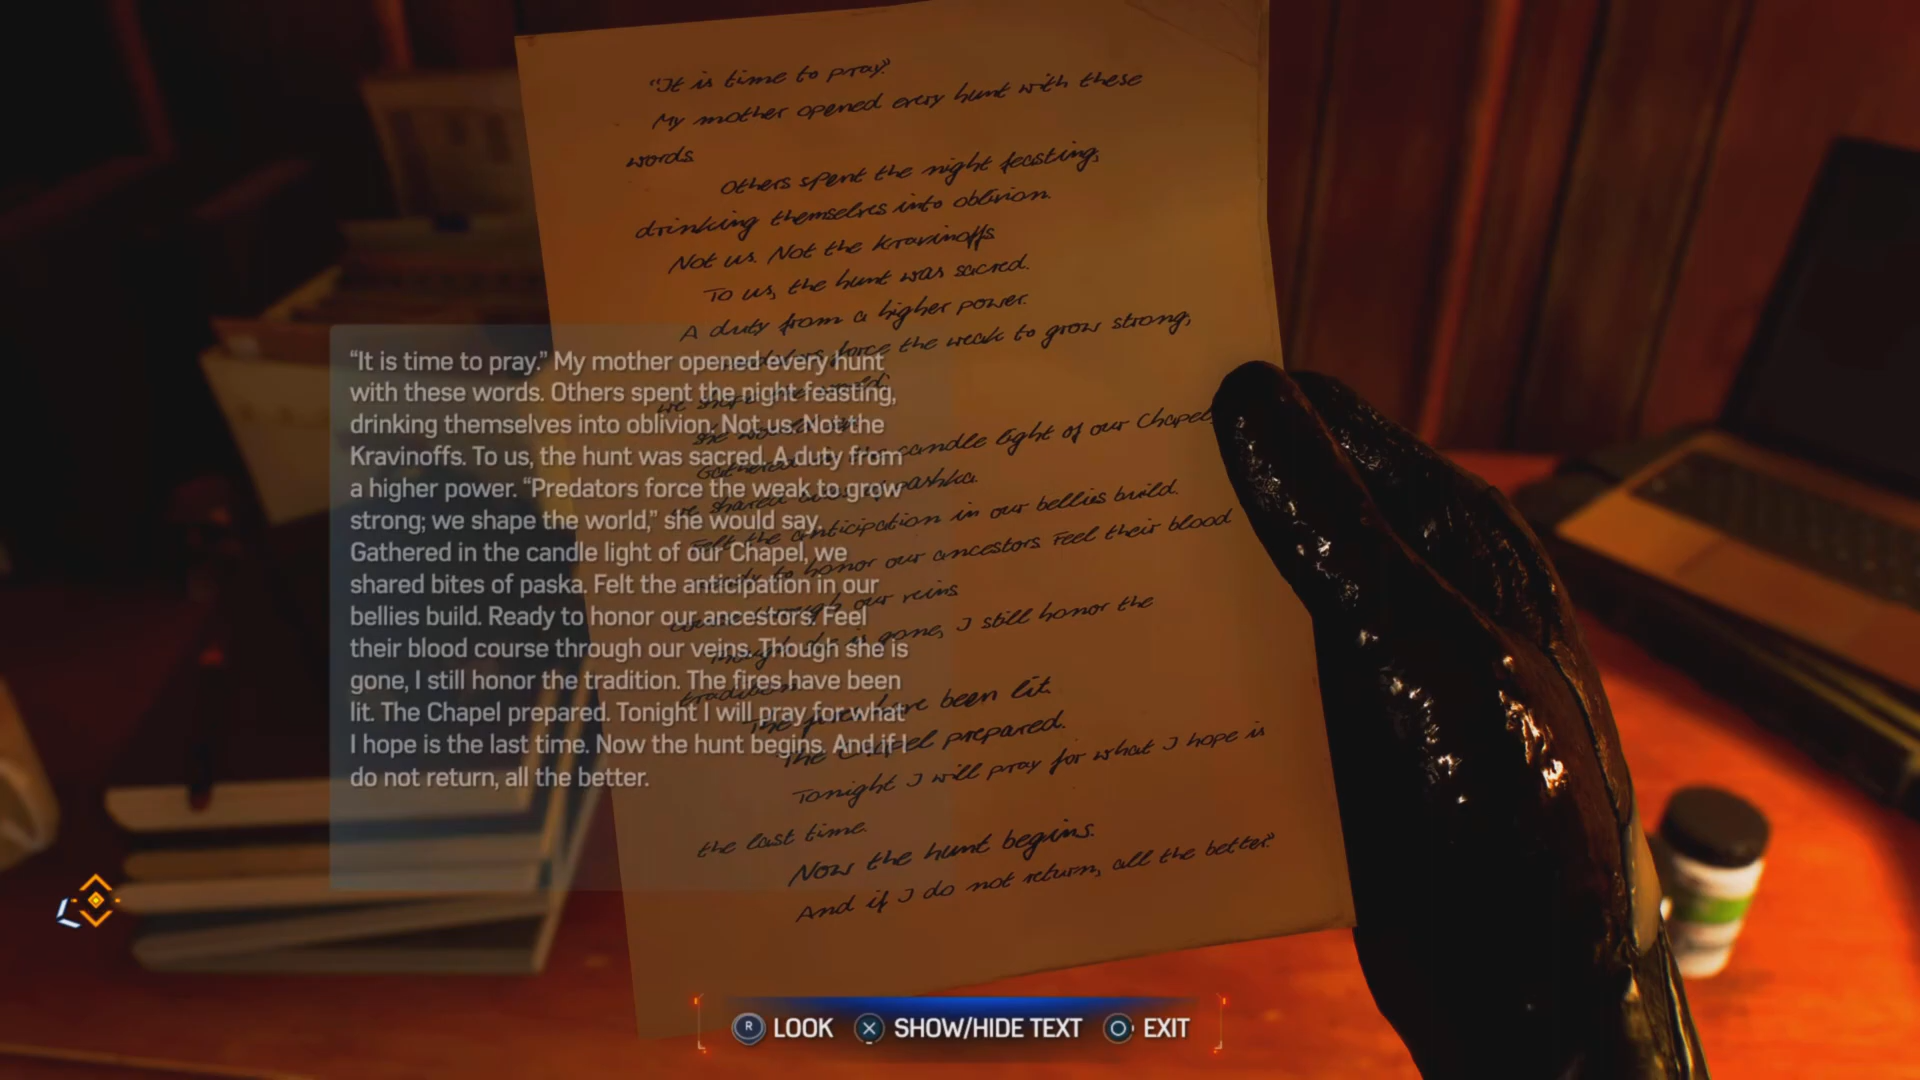 "It is time to pray."
My mother opened every hunt with these
words.
Others spent the night feasting,
drinking themselves into oblivion.
Not us. Not the Kravinoffs
To us, the hunt was sacred.
A duty from a higher power.
force the weak to grow strong,
candle light of our Chapel,
pashka.
anticipation in our bellies build.
to honor our ancestors Feel their blood
our veins
gone, I still honor the
tradition.
The fires have been lit.
The Chapel prepared.
Tonight I will pray for what I hope is
the last time.
Now the hunt begins.
And if I do not return, all the better."
“It is time to pray.” My mother opened every hunt
with these words. Others spent the night feasting,
drinking themselves into oblivion. Not us. Not the
Kravinoffs. To us, the hunt was sacred. A duty from
a higher power. “Predators force the weak to grow
strong; we shape the world,” she would say.
Gathered in the candle light of our Chapel, we
shared bites of paska. Felt the anticipation in our
bellies build. Ready to honor our ancestors. Feel
their blood course through our veins. Though she is
gone, I still honor the tradition. The fires have been
lit. The Chapel prepared. Tonight I will pray for what
I hope is the last time. Now the hunt begins. And if I
do not return, all the better.
R LOOK SHOW/HIDE TEXT EXIT